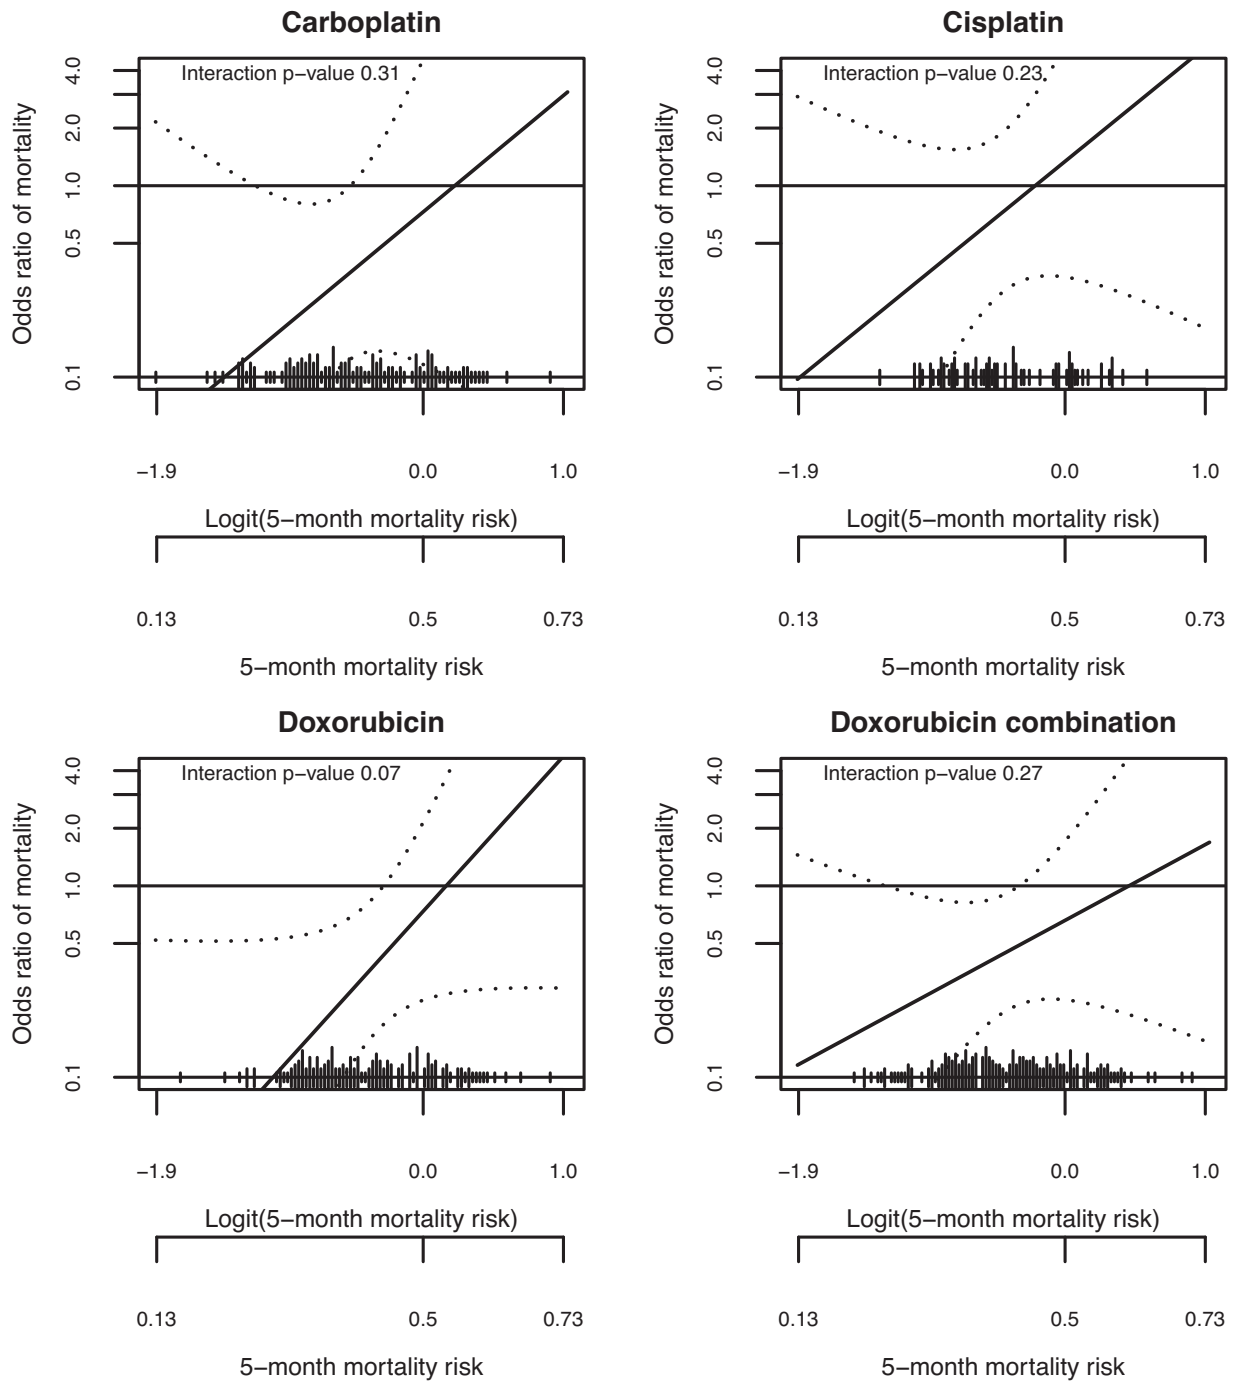 Carboplatin
Interaction p−value 0.31
Odds ratio of mortality
4.0
2.0
1.0
0.5
0.1
−1.9 0.0 1.0
Logit(5−month mortality risk)
0.13 0.5 0.73
5−month mortality risk
Cisplatin
Interaction p−value 0.23
Odds ratio of mortality
4.0
2.0
1.0
0.5
0.1
−1.9 0.0 1.0
Logit(5−month mortality risk)
0.13 0.5 0.73
5−month mortality risk
Doxorubicin
Interaction p−value 0.07
Odds ratio of mortality
4.0
2.0
1.0
0.5
0.1
−1.9 0.0 1.0
Logit(5−month mortality risk)
0.13 0.5 0.73
5−month mortality risk
Doxorubicin combination
Interaction p−value 0.27
Odds ratio of mortality
4.0
2.0
1.0
0.5
0.1
−1.9 0.0 1.0
Logit(5−month mortality risk)
0.13 0.5 0.73
5−month mortality risk